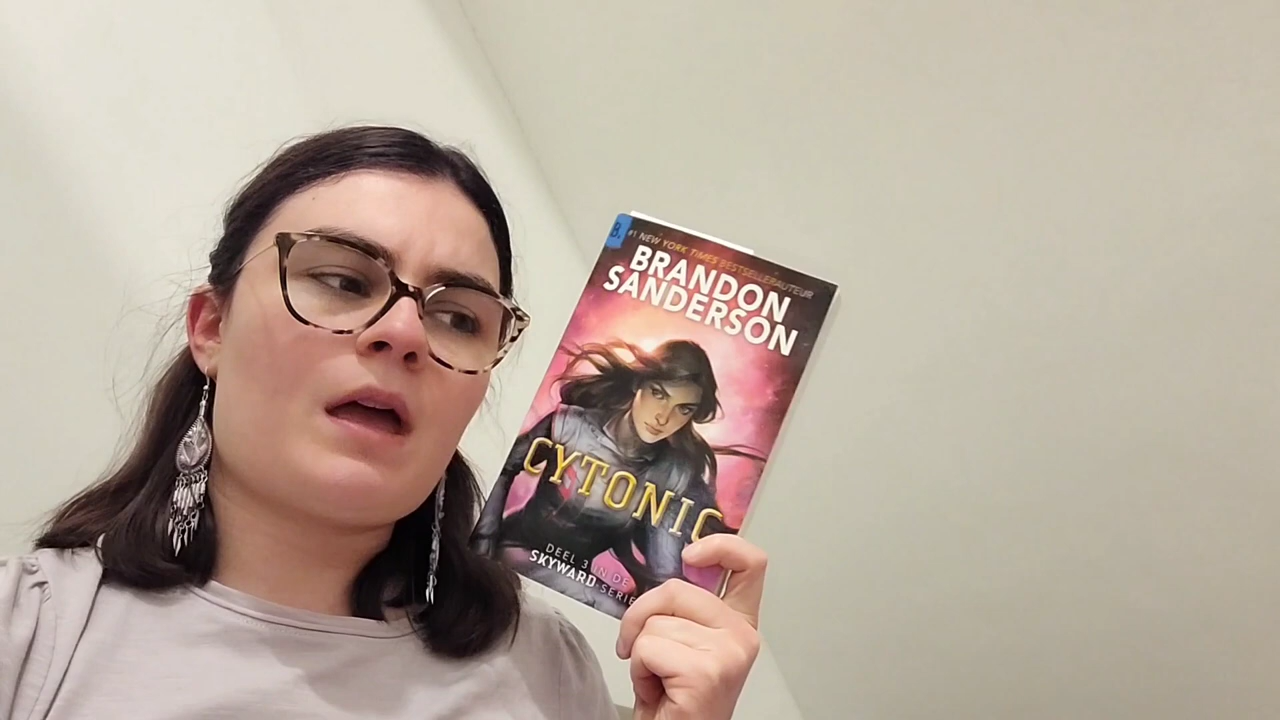 B.
#1 NEW YORK TIMES BESTSELLERAUTEUR
BRANDON
SANDERSON
CYTONIC
DEEL 3 IN DE
SKYWARD-SERIE